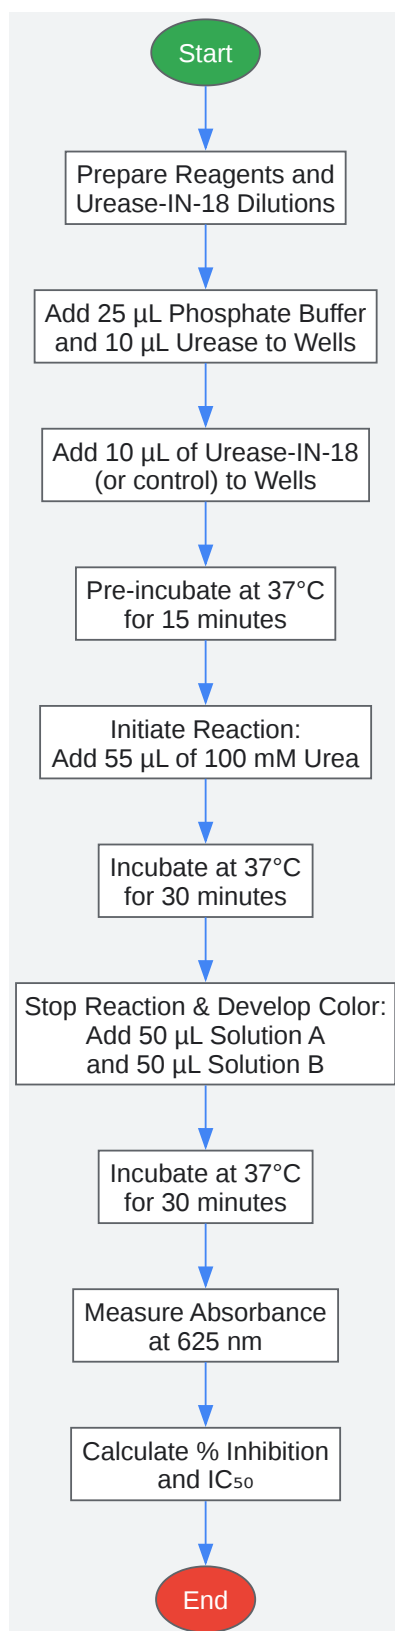 Start
Prepare Reagents and
Urease-IN-18 Dilutions
Add 25 µL Phosphate Buffer
and 10 µL Urease to Wells
Add 10 µL of Urease-IN-18
(or control) to Wells
Pre-incubate at 37°C
for 15 minutes
Initiate Reaction:
Add 55 µL of 100 mM Urea
Incubate at 37°C
for 30 minutes
Stop Reaction & Develop Color:
Add 50 µL Solution A
and 50 µL Solution B
Incubate at 37°C
for 30 minutes
Measure Absorbance
at 625 nm
Calculate % Inhibition
and IC₅₀
End